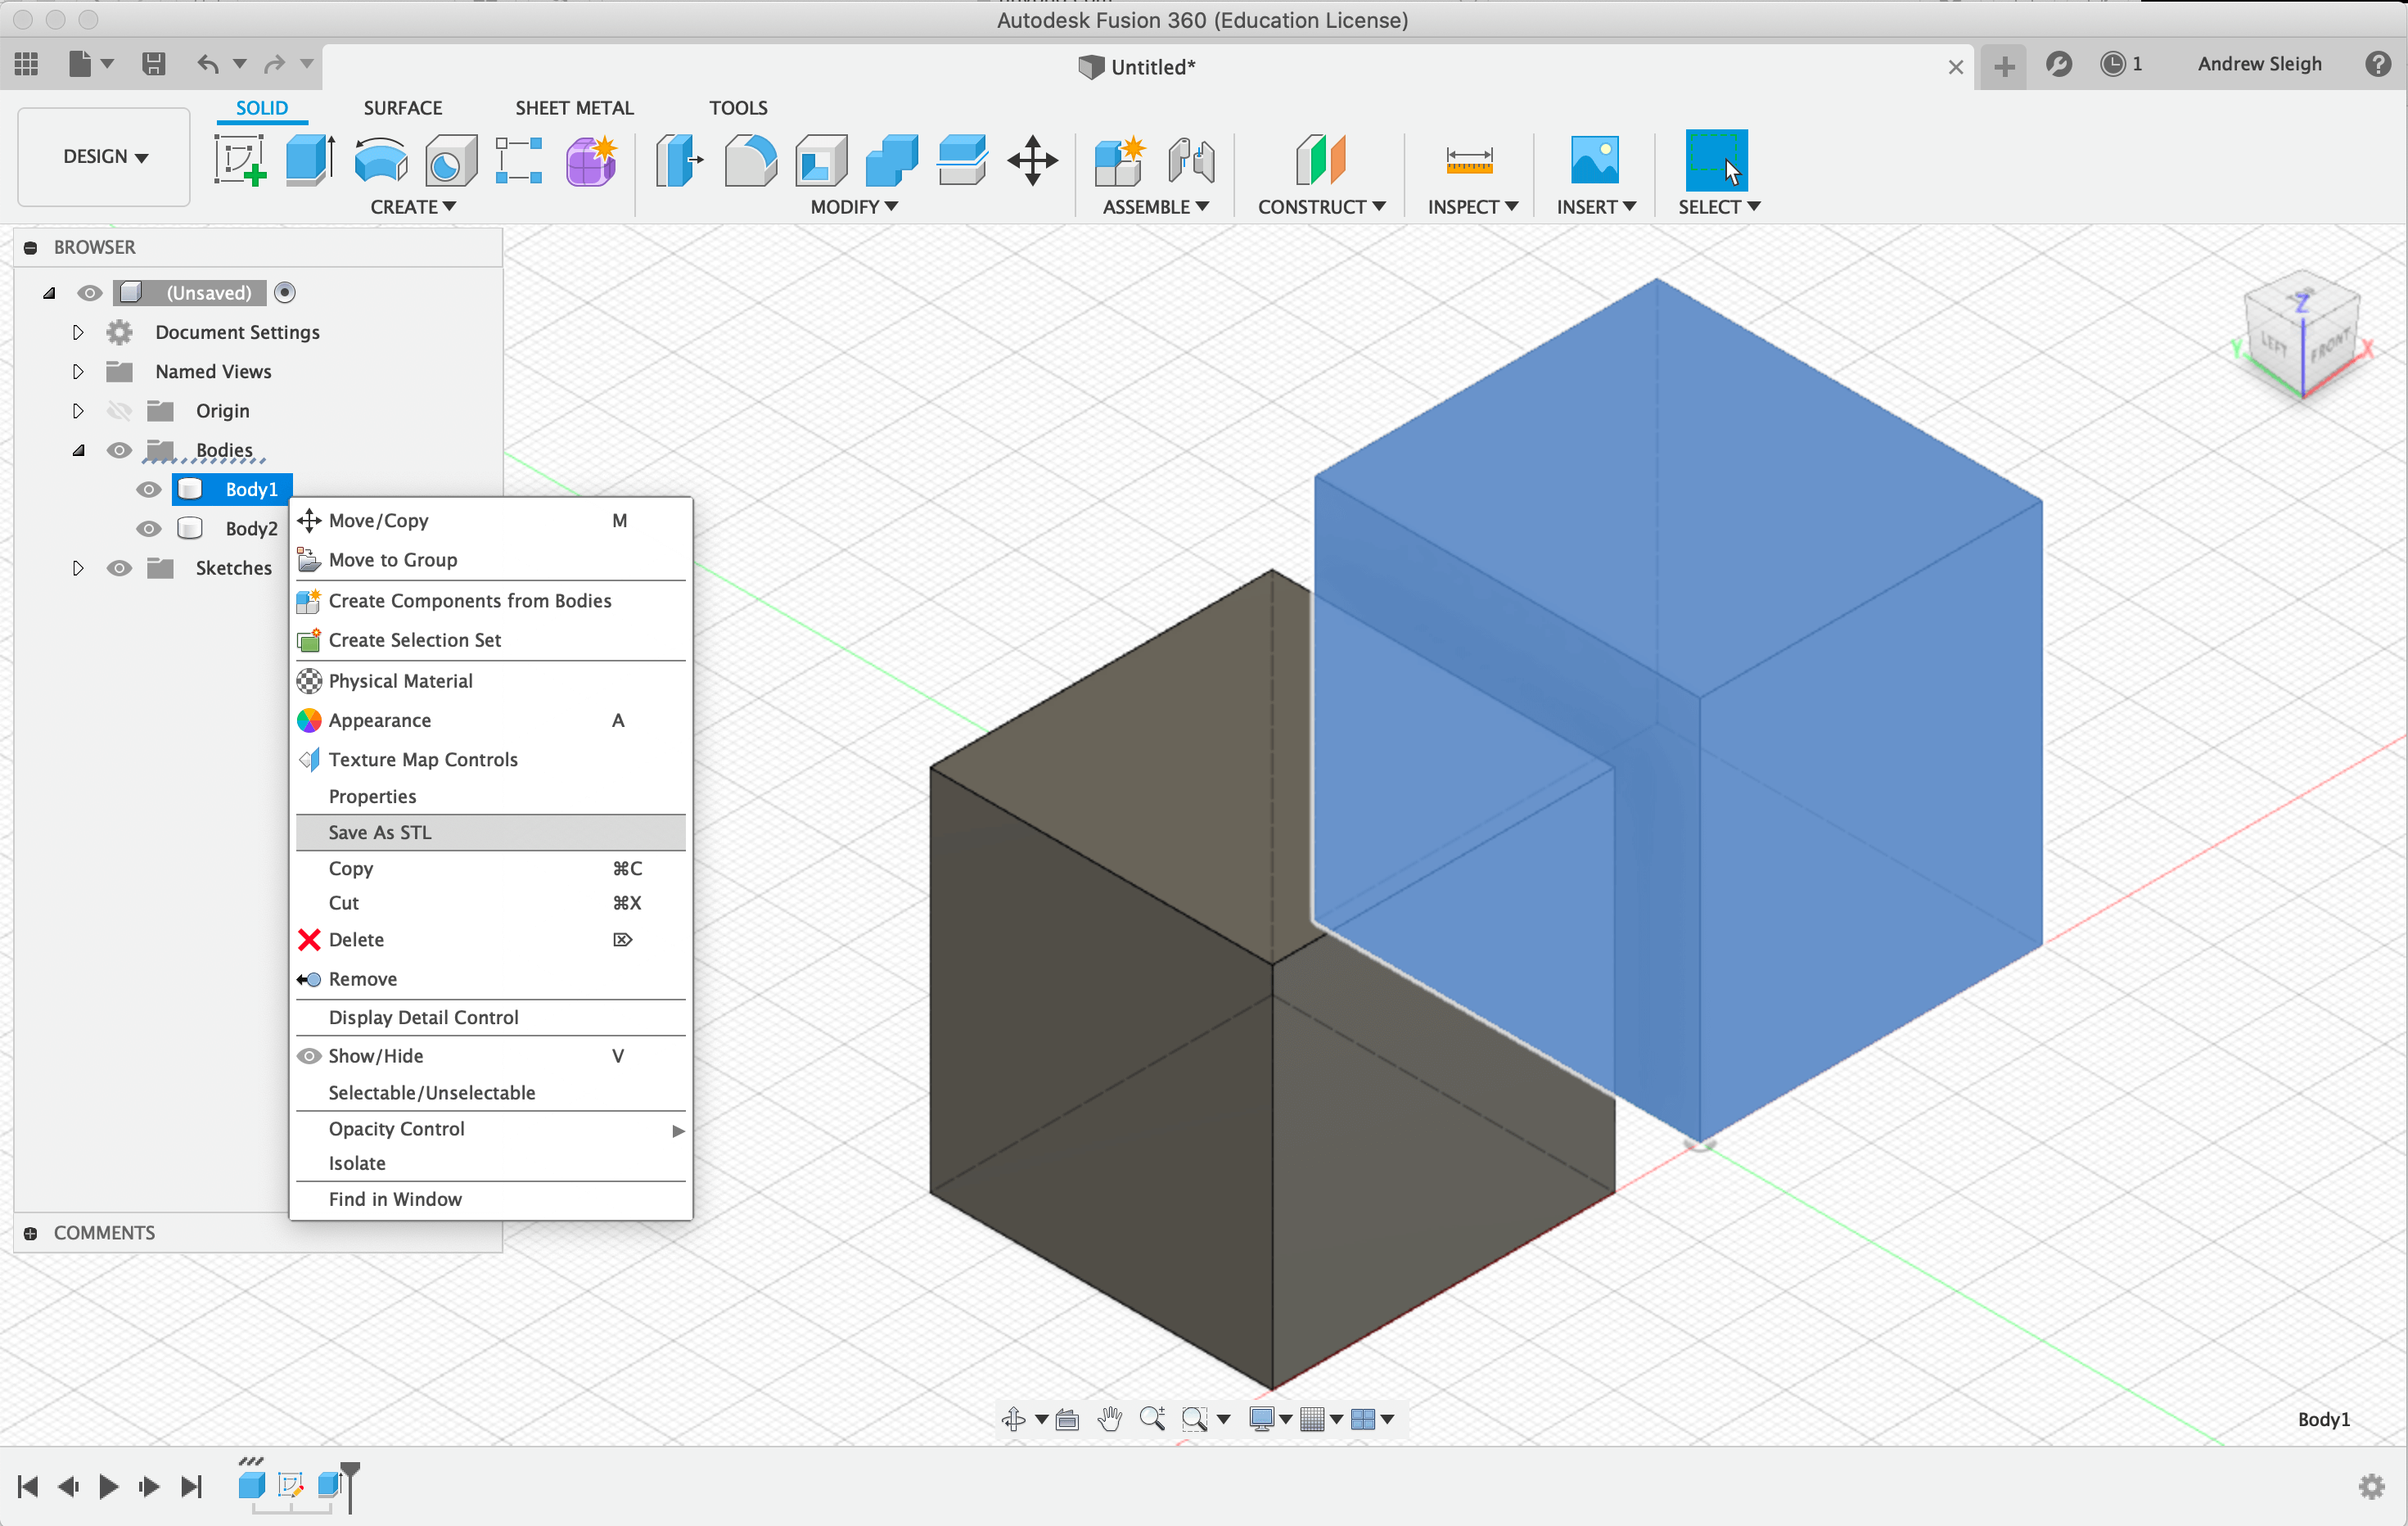 Autodesk Fusion 360 (Education License)
Untitled*
1
Andrew Sleigh
SOLID SURFACE SHEET METAL TOOLS
DESIGN
CREATE MODIFY ASSEMBLE CONSTRUCT INSPECT INSERT SELECT
BROWSER
(Unsaved)
Document Settings
Named Views
Origin
Bodies
Body1
Body2
Sketches
Move/Copy M
Move to Group
Create Components from Bodies
Create Selection Set
Physical Material
Appearance A
Texture Map Controls
Properties
Save As STL
Copy ⌘C
Cut ⌘X
Delete ⌦
Remove
Display Detail Control
Show/Hide V
Selectable/Unselectable
Opacity Control
Isolate
Find in Window
COMMENTS
Z
LEFT FRONT
Y X
Body1